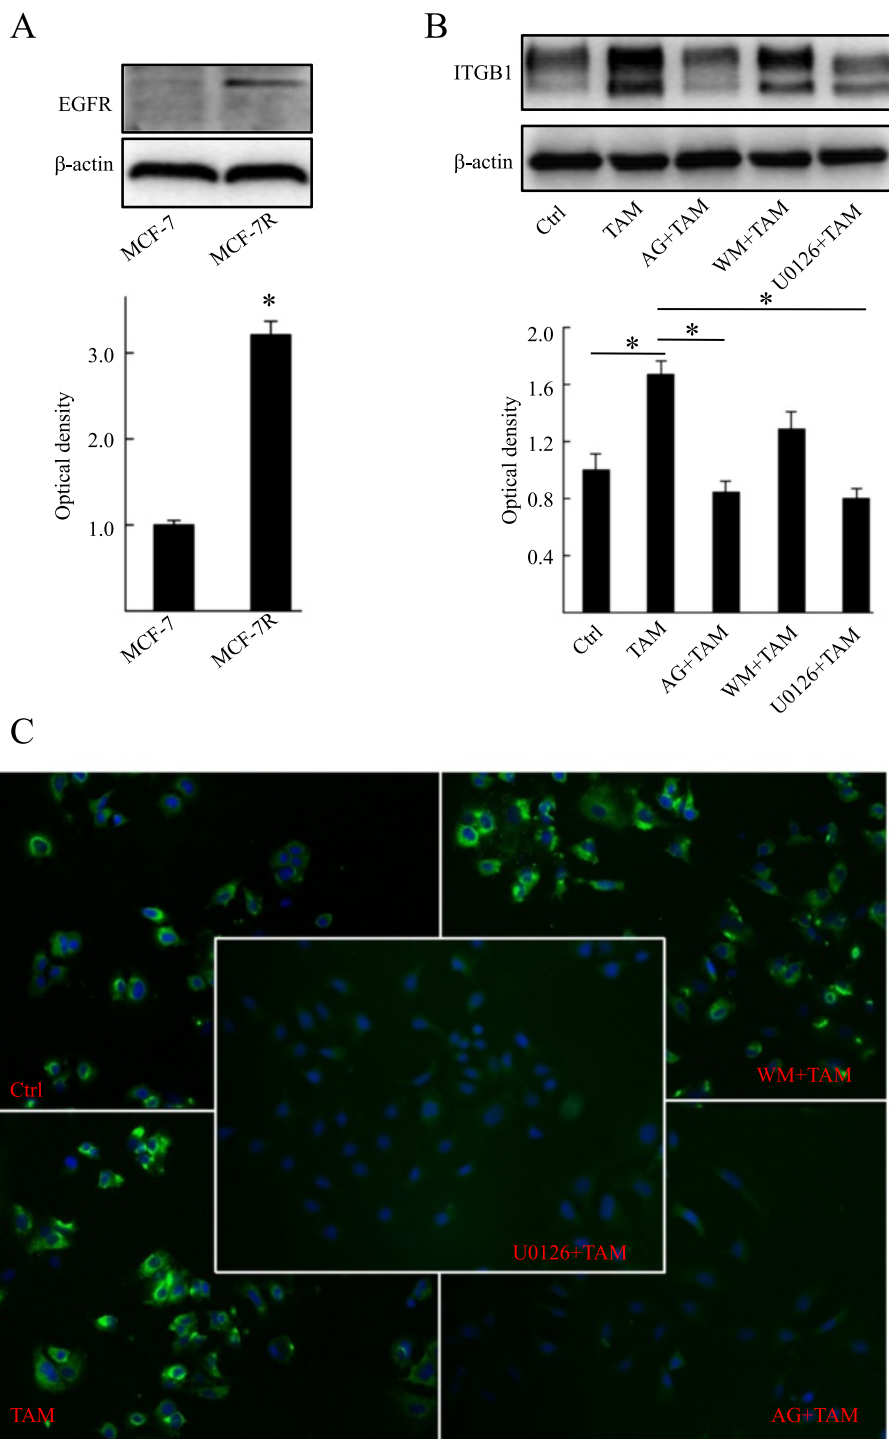 A
EGFR
β-actin
MCF-7
MCF-7R
*
3.0
2.0
1.0
Optical density
MCF-7
MCF-7R
B
ITGB1
β-actin
Ctrl
TAM
AG+TAM
WM+TAM
U0126+TAM
*
*
*
2.0
1.6
1.2
0.8
0.4
Optical density
Ctrl
TAM
AG+TAM
WM+TAM
U0126+TAM
C
Ctrl
WM+TAM
U0126+TAM
TAM
AG+TAM